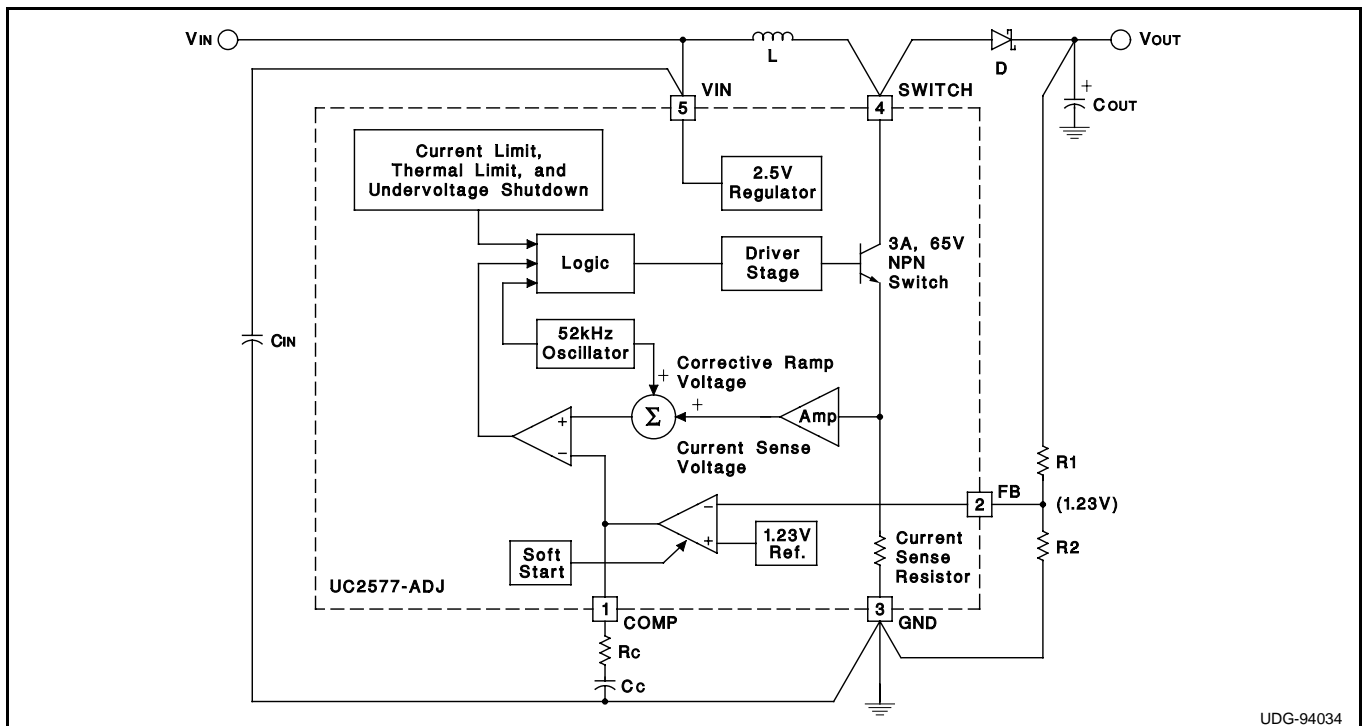 VIN
L
D
VOUT
COUT
VIN
5
SWITCH
4
Current Limit,
Thermal Limit, and
Undervoltage Shutdown
2.5V
Regulator
3A, 65V
NPN
Switch
Logic
Driver
Stage
CIN
52kHz
Oscillator
+
Corrective Ramp
Voltage
Σ
+
−
Amp
Current Sense
Voltage
+
−
R1
FB
2
(1.23V)
−
+
1.23V
Ref.
Soft
Start
Current
Sense
Resistor
R2
UC2577-ADJ
1
COMP
3
GND
Rc
Cc
+
UDG-94034